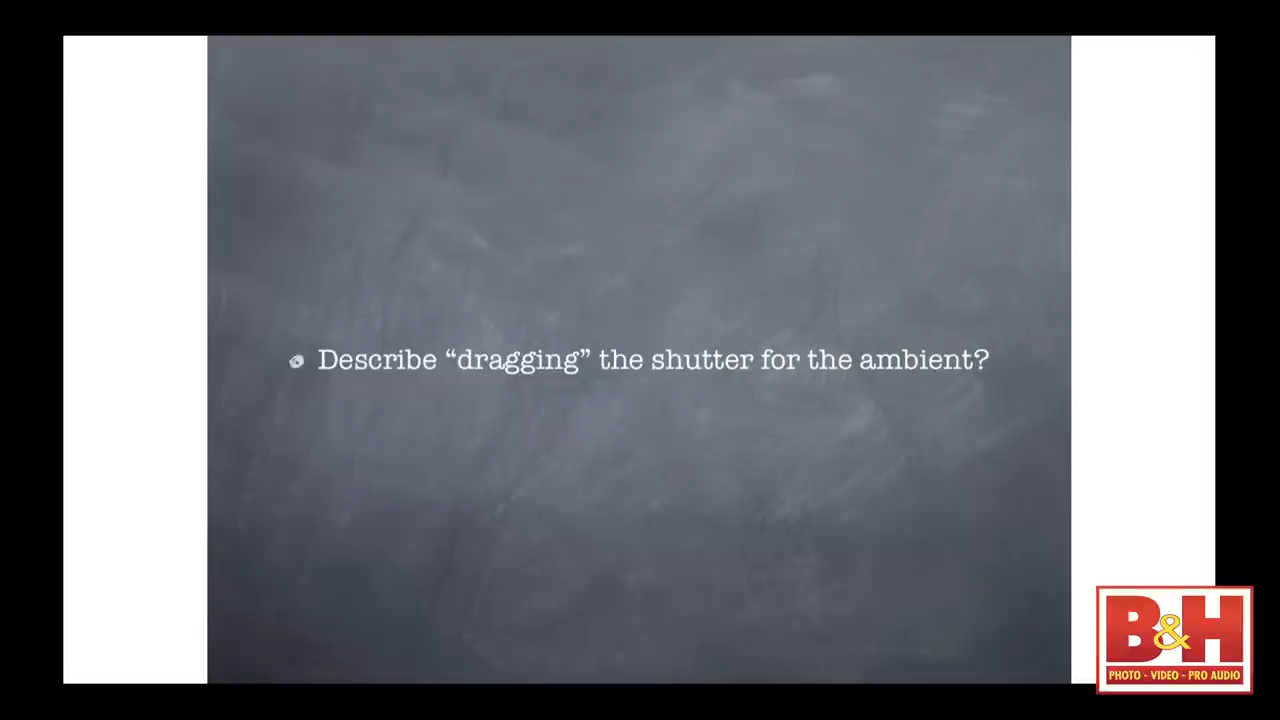 Describe “dragging” the shutter for the ambient?
B&H
PHOTO - VIDEO - PRO AUDIO